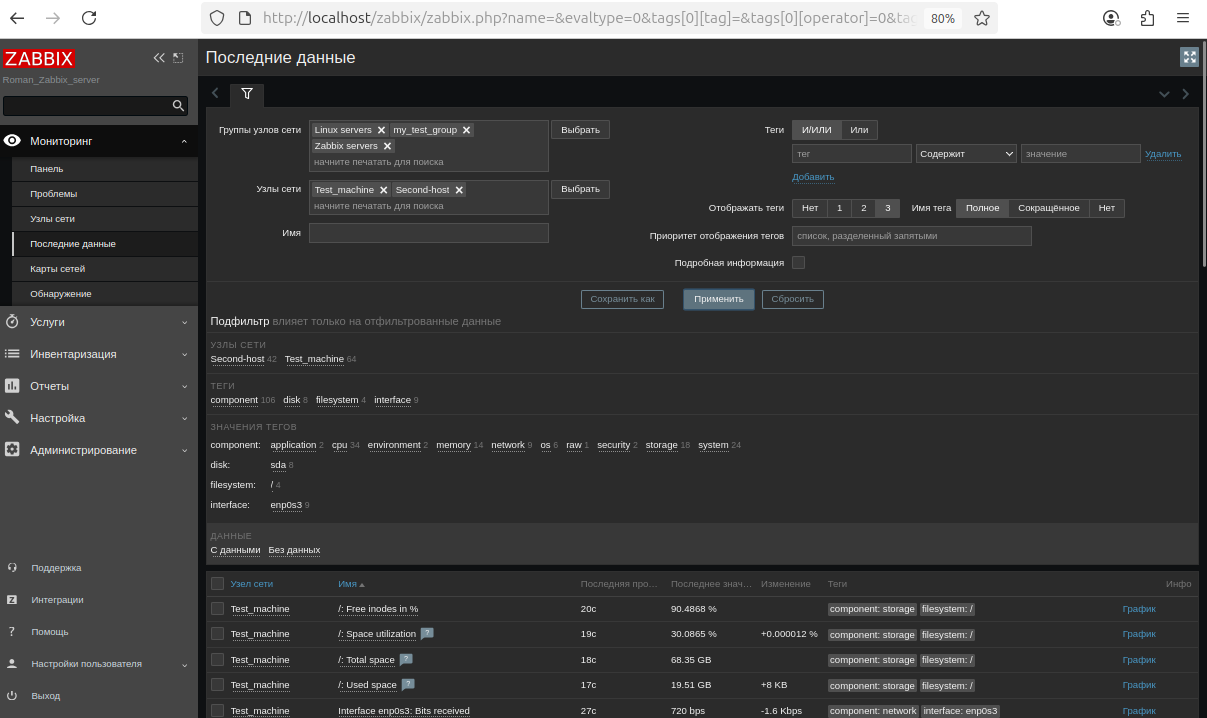 http://localhost/zabbix/zabbix.php?name=&evaltype=0&tags[0][tag]=&tags[0][operator]=0&ta
80%
ZABBIX
Roman_Zabbix_server
Мониторинг
Панель
Проблемы
Узлы сети
Последние данные
Карты сетей
Обнаружение
Услуги
Инвентаризация
Отчеты
Настройка
Администрирование
Поддержка
Интеграции
Помощь
Настройки пользователя
Выход
Последние данные
Группы узлов сети Linux servers my_test_group Выбрать
Zabbix servers
начните печатать для поиска
Узлы сети Test_machine Second-host Выбрать
начните печатать для поиска
Имя
Теги И/ИЛИ Или
тег Содержит значение Удалить
Добавить
Отображать теги Нет 1 2 3 Имя тега Полное Сокращённое Нет
Приоритет отображения тегов список, разделенный запятыми
Подробная информация
Сохранить как Применить Сбросить
Подфильтр влияет только на отфильтрованные данные
УЗЛЫ СЕТИ
Second-host 42 Test_machine 64
ТЕГИ
component 106 disk 8 filesystem 4 interface 9
ЗНАЧЕНИЯ ТЕГОВ
component: application 2 cpu 34 environment 2 memory 14 network 9 os 6 raw 1 security 2 storage 18 system 24
disk: sda 8
filesystem: / 4
interface: enp0s3 9
ДАННЫЕ
С данными Без данных
Узел сети Имя Последняя про... Последнее знач... Изменение Теги Инфо
Test_machine /: Free inodes in % 20с 90.4868 % component: storage filesystem: / График
Test_machine /: Space utilization ? 19с 30.0865 % +0.000012 % component: storage filesystem: / График
Test_machine /: Total space ? 18с 68.35 GB component: storage filesystem: / График
Test_machine /: Used space ? 17с 19.51 GB +8 KB component: storage filesystem: / График
Test_machine Interface enp0s3: Bits received 27с 720 bps -1.6 Kbps component: network interface: enp0s3 График